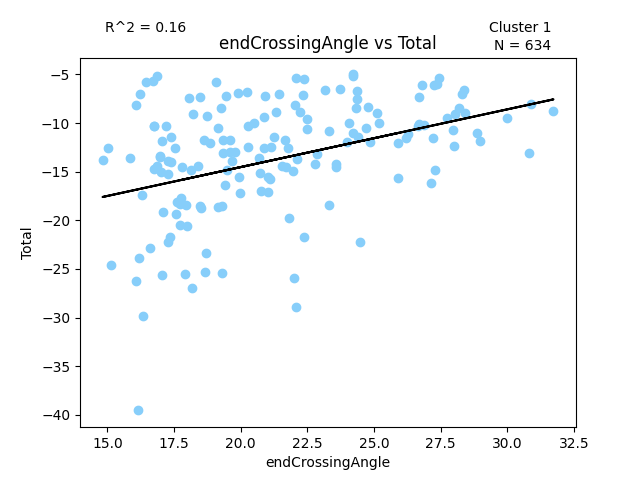 R^2 = 0.16
Cluster 1
N = 634
endCrossingAngle vs Total
Total
−5
−10
−15
−20
−25
−30
−35
−40
15.0 17.5 20.0 22.5 25.0 27.5 30.0 32.5
endCrossingAngle